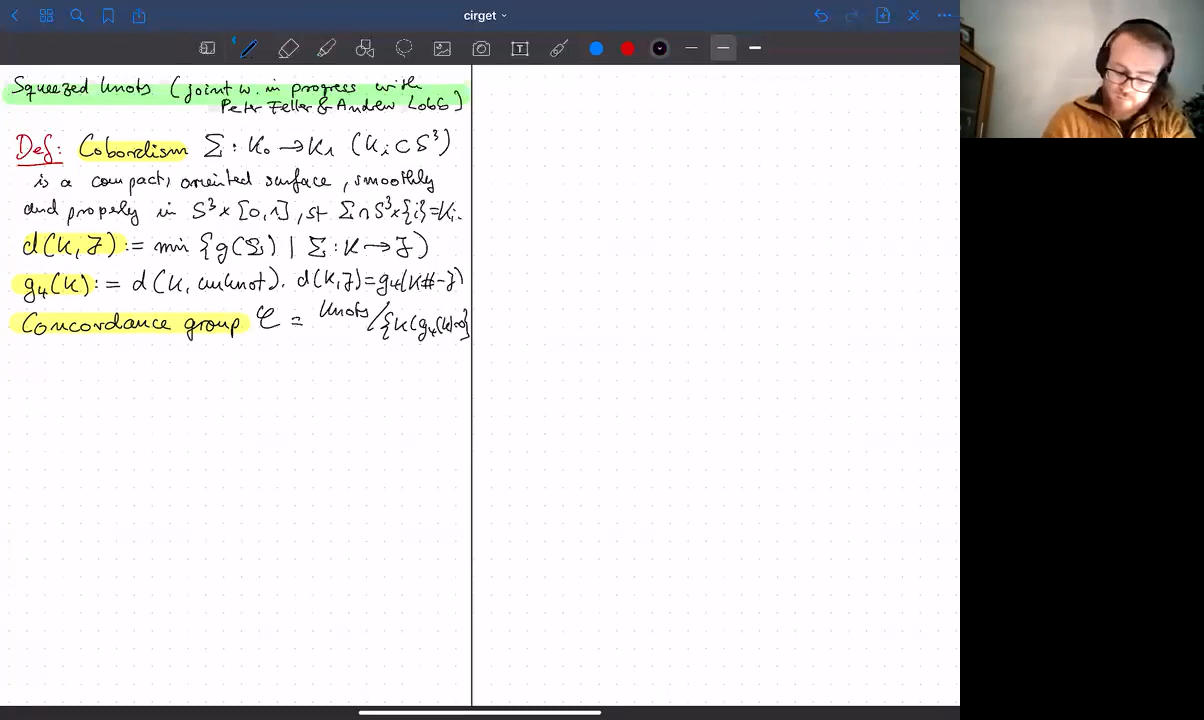 cirget
Squeezed knots (joint w. in progress with
Peter Feller & Andrew Lobb)
Def: Cobordism Σ : K₀ → K₁ (Kᵢ ⊂ S³)
is a compact, oriented surface, smoothly
and properly in S³ × [0,1], st Σ ∩ S³×{i} = Kᵢ.
d(K, J) := min {g(Σ) | Σ : K → J)
g₄(K) := d(K, unknot). d(K,J) = g₄(K#-J)
Concordance group 𝒞 = Knots/{K(g₄(K)=0}